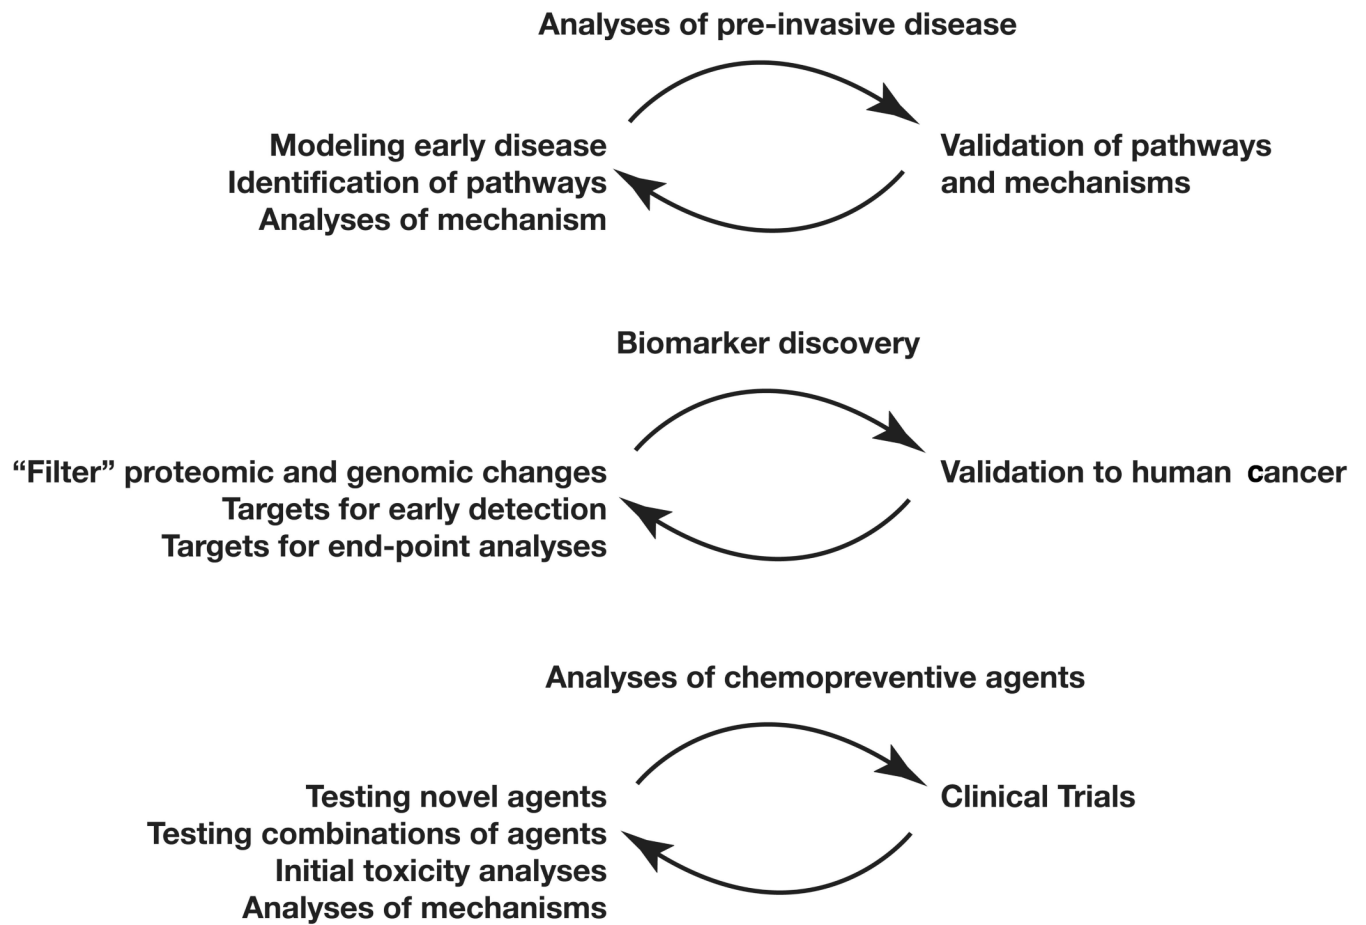 Analyses of pre-invasive disease
Modeling early disease
Identification of pathways
Analyses of mechanism
Validation of pathways
and mechanisms
Biomarker discovery
“Filter” proteomic and genomic changes
Targets for early detection
Targets for end-point analyses
Validation to human cancer
Analyses of chemopreventive agents
Testing novel agents
Testing combinations of agents
Initial toxicity analyses
Analyses of mechanisms
Clinical Trials